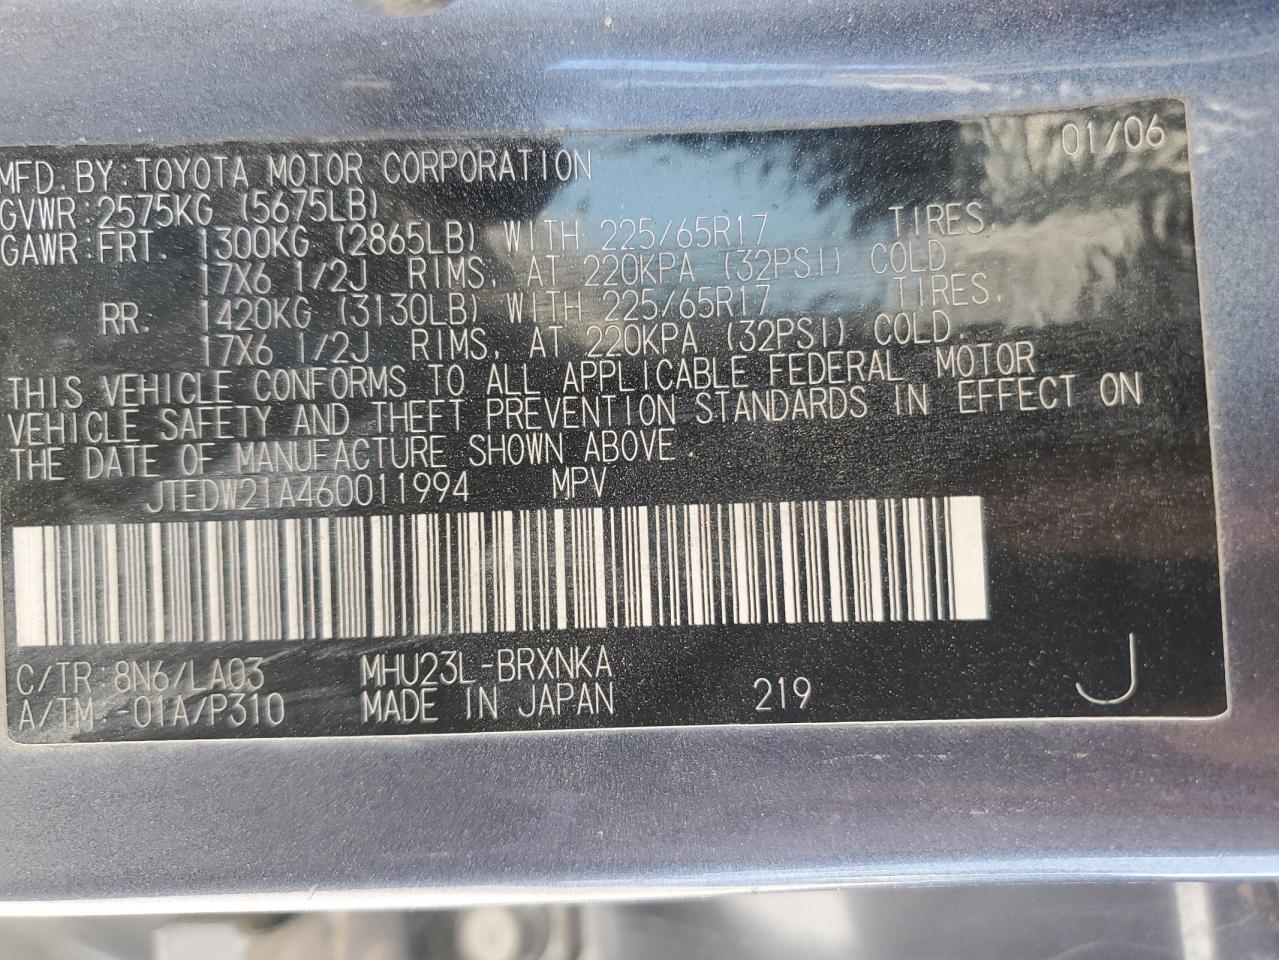 01/06
MFD. BY: TOYOTA MOTOR CORPORATION
GVWR: 2575KG (5675LB)
GAWR: FRT. 1300KG (2865LB) WITH 225/65R17 TIRES,
17X6 1/2J RIMS, AT 220KPA (32PSI) COLD.
RR. 1420KG (3130LB) WITH 225/65R17 TIRES,
17X6 1/2J RIMS, AT 220KPA (32PSI) COLD.
THIS VEHICLE CONFORMS TO ALL APPLICABLE FEDERAL MOTOR
VEHICLE SAFETY AND THEFT PREVENTION STANDARDS IN EFFECT ON
THE DATE OF MANUFACTURE SHOWN ABOVE.
JTEDW21A460011994 MPV
C/TR: 8N6/LA03 MHU23L-BRXNKA
A/TM: -01A/P310 MADE IN JAPAN 219 J